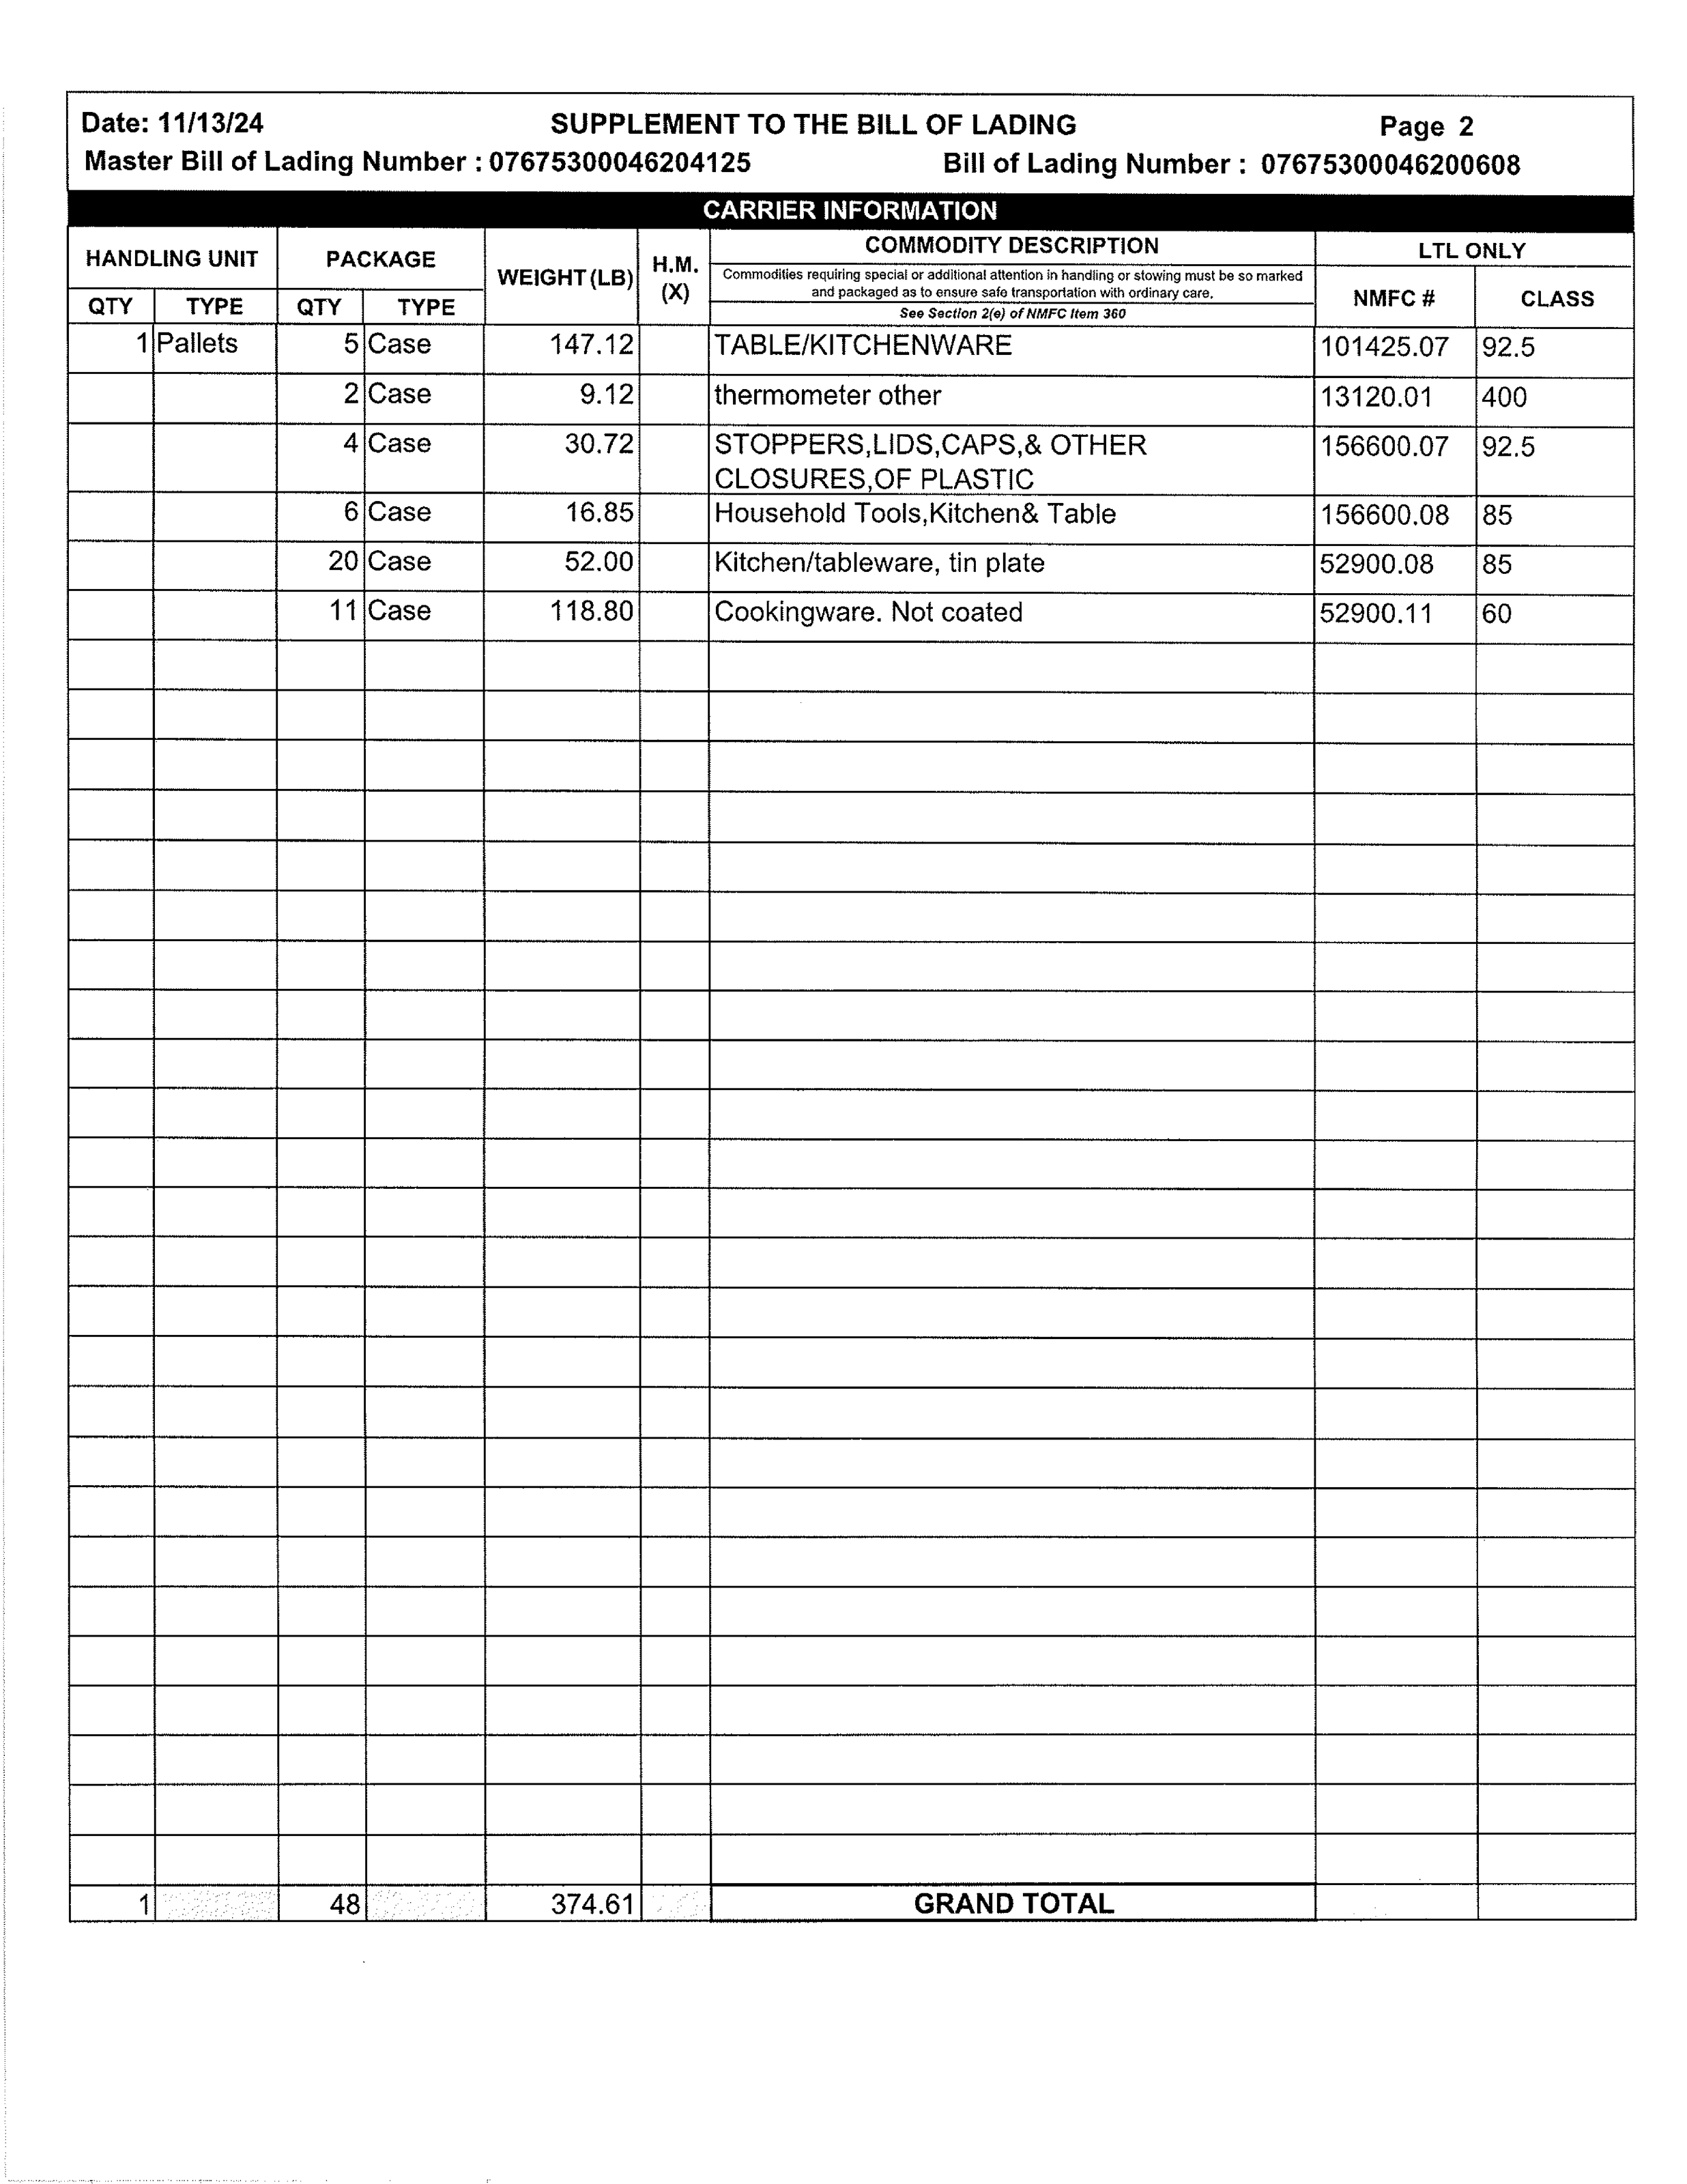 Date: 11/13/24 SUPPLEMENT TO THE BILL OF LADING Page 2
Master Bill of Lading Number : 07675300046204125 Bill of Lading Number : 07675300046200608
CARRIER INFORMATION
HANDLING UNIT PACKAGE WEIGHT(LB) H.M. (X) COMMODITY DESCRIPTION LTL ONLY
Commodities requiring special or additional attention in handling or stowing must be so marked
and packaged as to ensure safe transportation with ordinary care.
See Section 2(e) of NMFC Item 360
QTY TYPE QTY TYPE NMFC # CLASS
1 Pallets 5 Case 147.12 TABLE/KITCHENWARE 101425.07 92.5
2 Case 9.12 thermometer other 13120.01 400
4 Case 30.72 STOPPERS,LIDS,CAPS,& OTHER 156600.07 92.5
CLOSURES,OF PLASTIC
6 Case 16.85 Household Tools,Kitchen& Table 156600.08 85
20 Case 52.00 Kitchen/tableware, tin plate 52900.08 85
11 Case 118.80 Cookingware. Not coated 52900.11 60
1 48 374.61 GRAND TOTAL